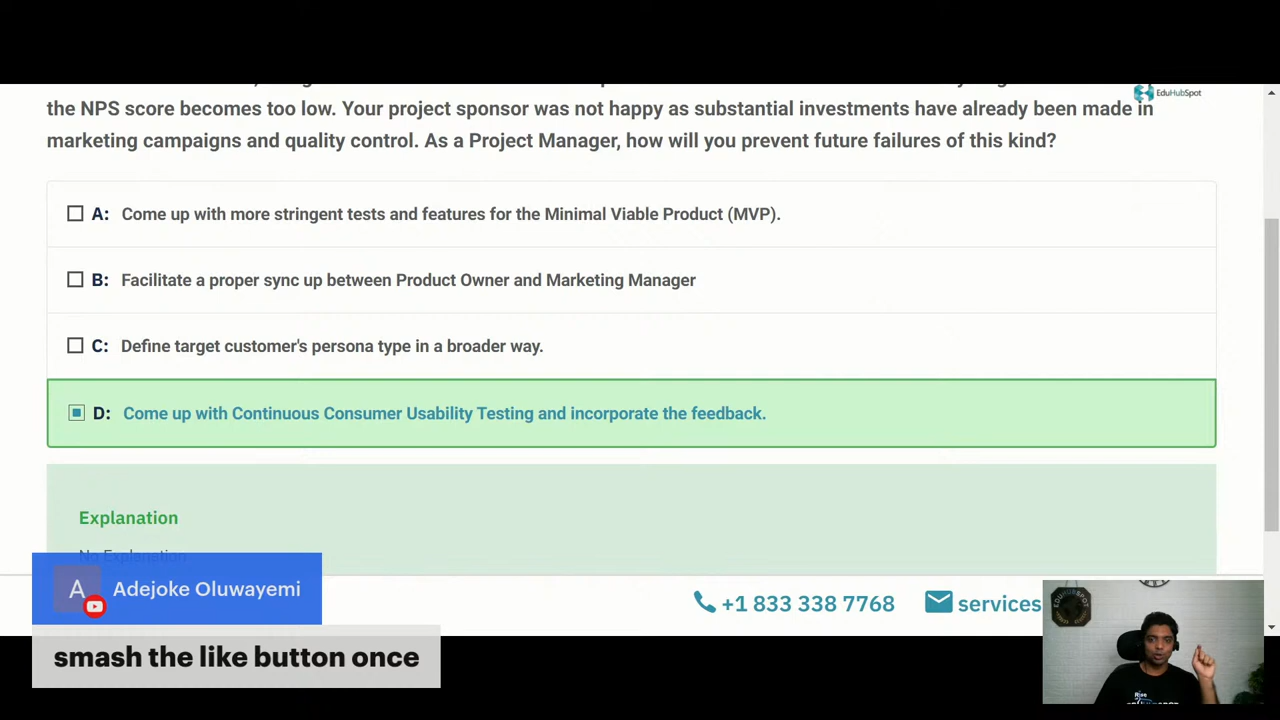 EduHubSpot
the NPS score becomes too low. Your project sponsor was not happy as substantial investments have already been made in
marketing campaigns and quality control. As a Project Manager, how will you prevent future failures of this kind?
A: Come up with more stringent tests and features for the Minimal Viable Product (MVP).
B: Facilitate a proper sync up between Product Owner and Marketing Manager
C: Define target customer's persona type in a broader way.
D: Come up with Continuous Consumer Usability Testing and incorporate the feedback.
Explanation
No Explanation
A Adejoke Oluwayemi
+1 833 338 7768 services
smash the like button once